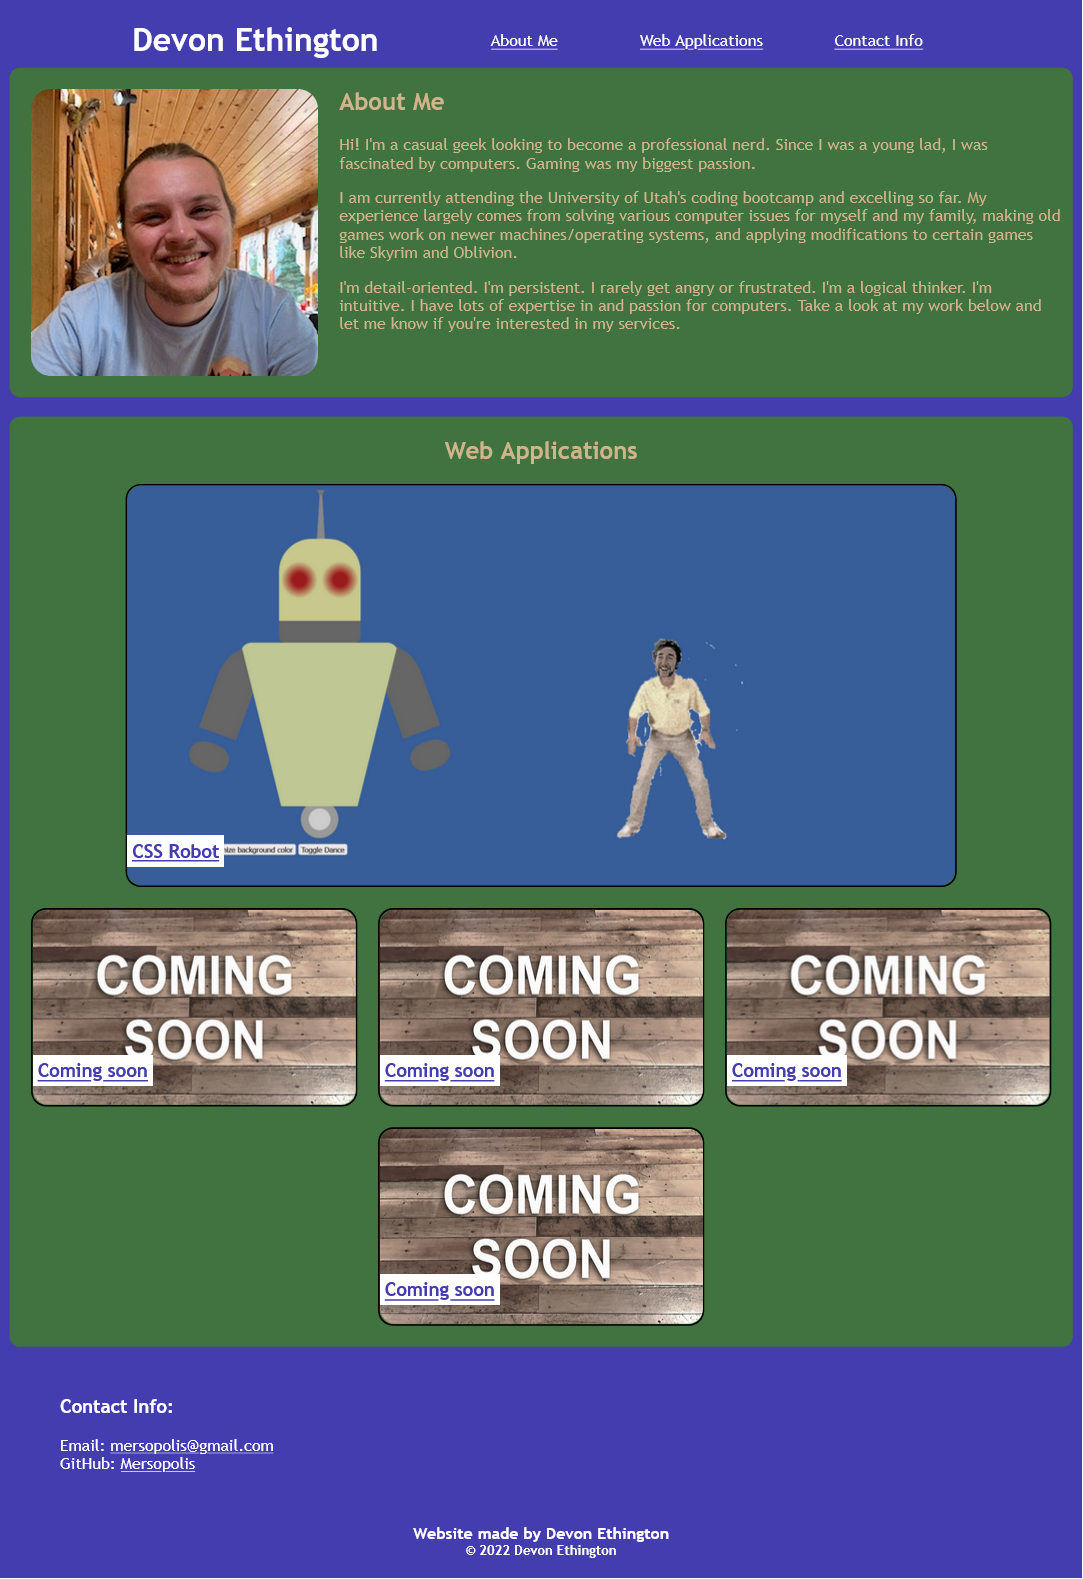 Devon Ethington
About Me
Web Applications
Contact Info
About Me
Hi! I'm a casual geek looking to become a professional nerd. Since I was a young lad, I was
fascinated by computers. Gaming was my biggest passion.
I am currently attending the University of Utah's coding bootcamp and excelling so far. My
experience largely comes from solving various computer issues for myself and my family, making old
games work on newer machines/operating systems, and applying modifications to certain games
like Skyrim and Oblivion.
I'm detail-oriented. I'm persistent. I rarely get angry or frustrated. I'm a logical thinker. I'm
intuitive. I have lots of expertise in and passion for computers. Take a look at my work below and
let me know if you're interested in my services.
Web Applications
CSS Robot
background color
Toggle Dance
COMING
SOON
Coming soon
COMING
SOON
Coming soon
COMING
SOON
Coming soon
COMING
SOON
Coming soon
Contact Info:
Email: mersopolis@gmail.com
GitHub: Mersopolis
Website made by Devon Ethington
© 2022 Devon Ethington